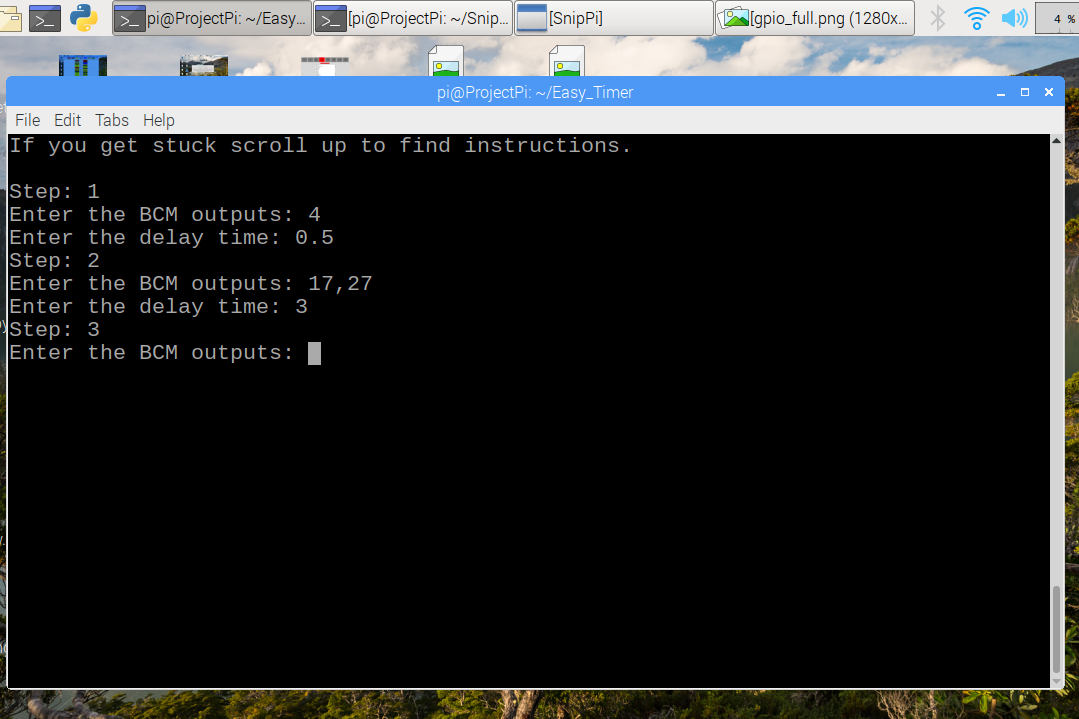 pi@ProjectPi: ~/Easy_...
[pi@ProjectPi: ~/Snip...
[SnipPi]
[gpio_full.png (1280x...
4 %
pi@ProjectPi: ~/Easy_Timer
File Edit Tabs Help
If you get stuck scroll up to find instructions.
Step: 1
Enter the BCM outputs: 4
Enter the delay time: 0.5
Step: 2
Enter the BCM outputs: 17,27
Enter the delay time: 3
Step: 3
Enter the BCM outputs: